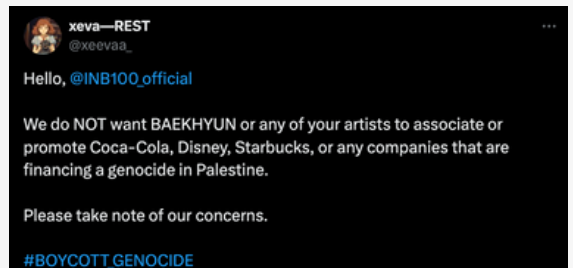 xeva—REST
@xeevaa_
Hello, @INB100_official
We do NOT want BAEKHYUN or any of your artists to associate or
promote Coca-Cola, Disney, Starbucks, or any companies that are
financing a genocide in Palestine.
Please take note of our concerns.
#BOYCOTT_GENOCIDE